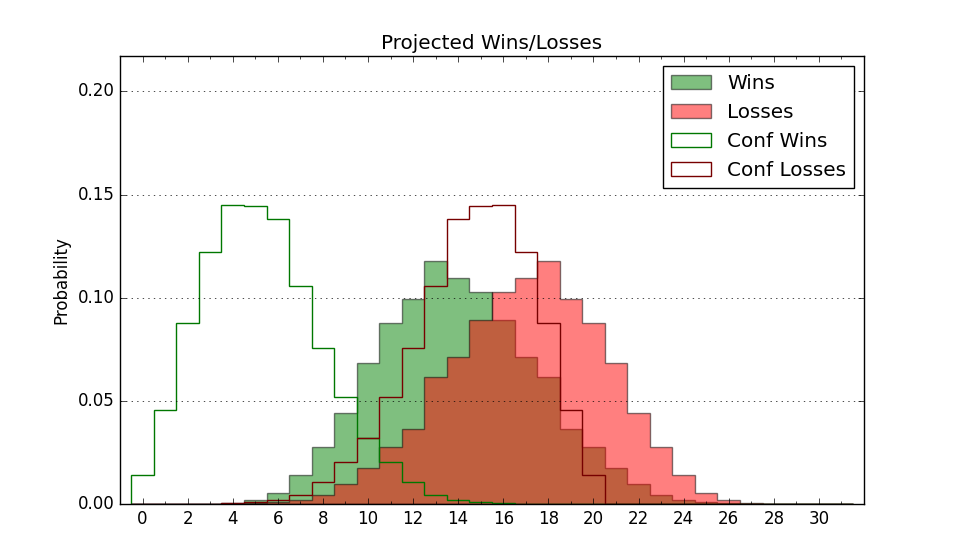 Projected Wins/Losses
Wins
Losses
Conf Wins
Conf Losses
Probability
0.20
0.15
0.10
0.05
0.00
0 2 4 6 8 10 12 14 16 18 20 22 24 26 28 30